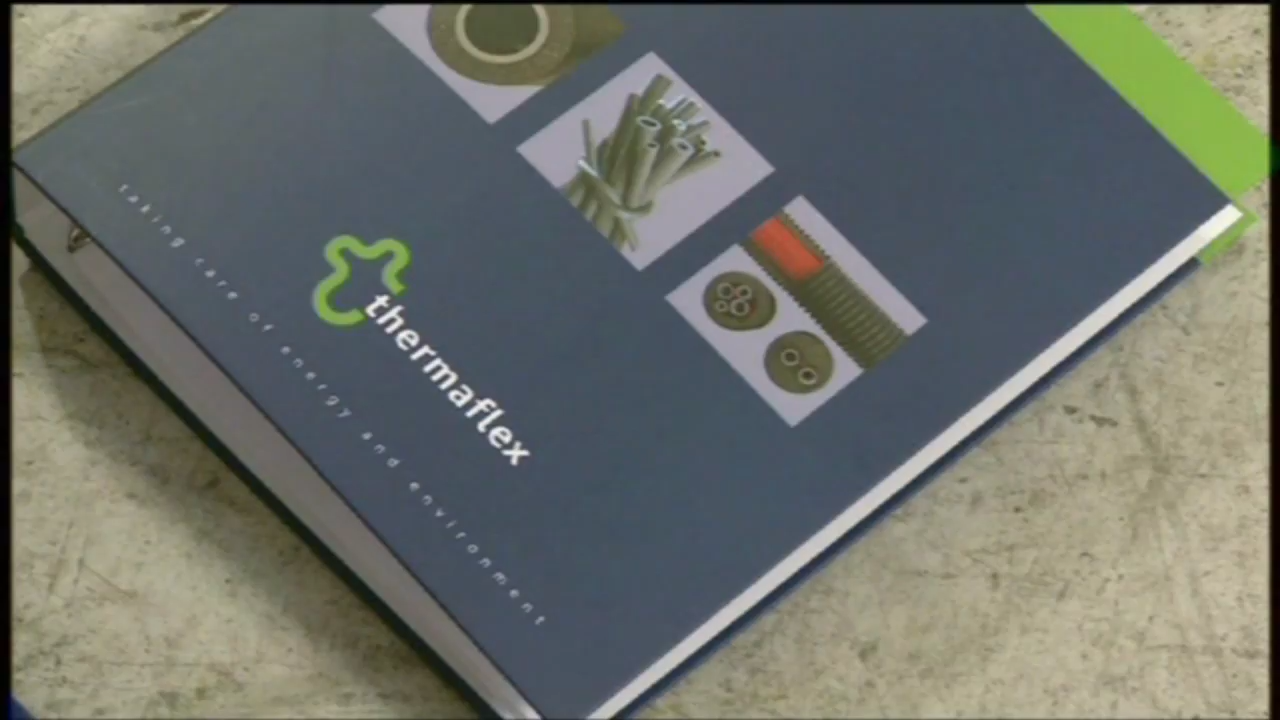 thermaflex
taking care of energy and environment